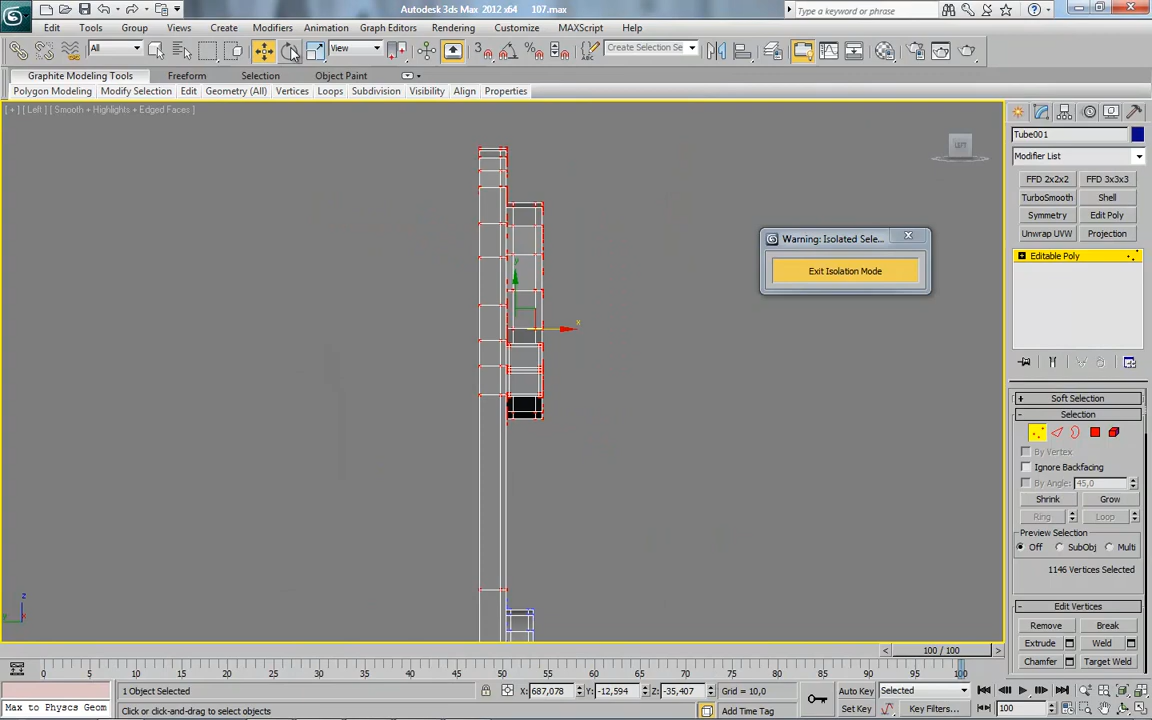 Autodesk 3ds Max 2012 x64    107.max
Type a keyword or phrase
Edit Tools Group Views Create Modifiers Animation Graph Editors Rendering Customize MAXScript Help
All View Create Selection Se
Graphite Modeling Tools Freeform Selection Object Paint
Polygon Modeling Modify Selection Edit Geometry (All) Vertices Loops Subdivision Visibility Align Properties
[ + ] [ Left ] [ Smooth + Highlights + Edged Faces ]
LEFT
Tube001
Modifier List
FFD 2x2x2 FFD 3x3x3
TurboSmooth Shell
Symmetry Edit Poly
Unwrap UVW Projection
Editable Poly
Warning: Isolated Sele...
Exit Isolation Mode
y
x
Soft Selection
Selection
By Vertex
Ignore Backfacing
By Angle: 45,0
Shrink Grow
Ring Loop
Preview Selection
Off SubObj Multi
1146 Vertices Selected
Edit Vertices
Remove Break
Extrude Weld
Chamfer Target Weld
z
100 / 100
0 5 10 15 20 25 30 35 40 45 50 55 60 65 70 75 80 85 90 95 100
1 Object Selected X: 687,078 Y: -12,594 Z: -35,407 Grid = 10,0 Auto Key Selected
Max to Physcs Geom Click or click-and-drag to select objects Add Time Tag Set Key Key Filters... 100